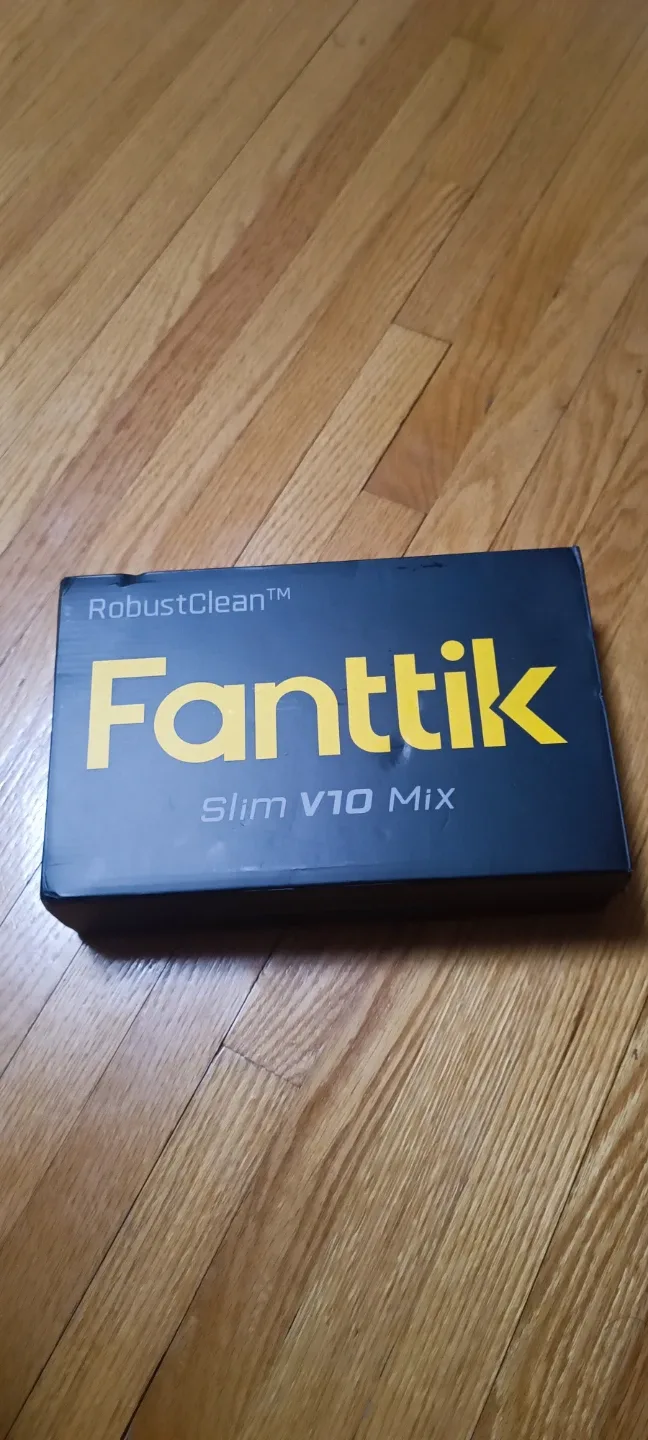 RobustClean™
Fanttik
Slim V10 Mix